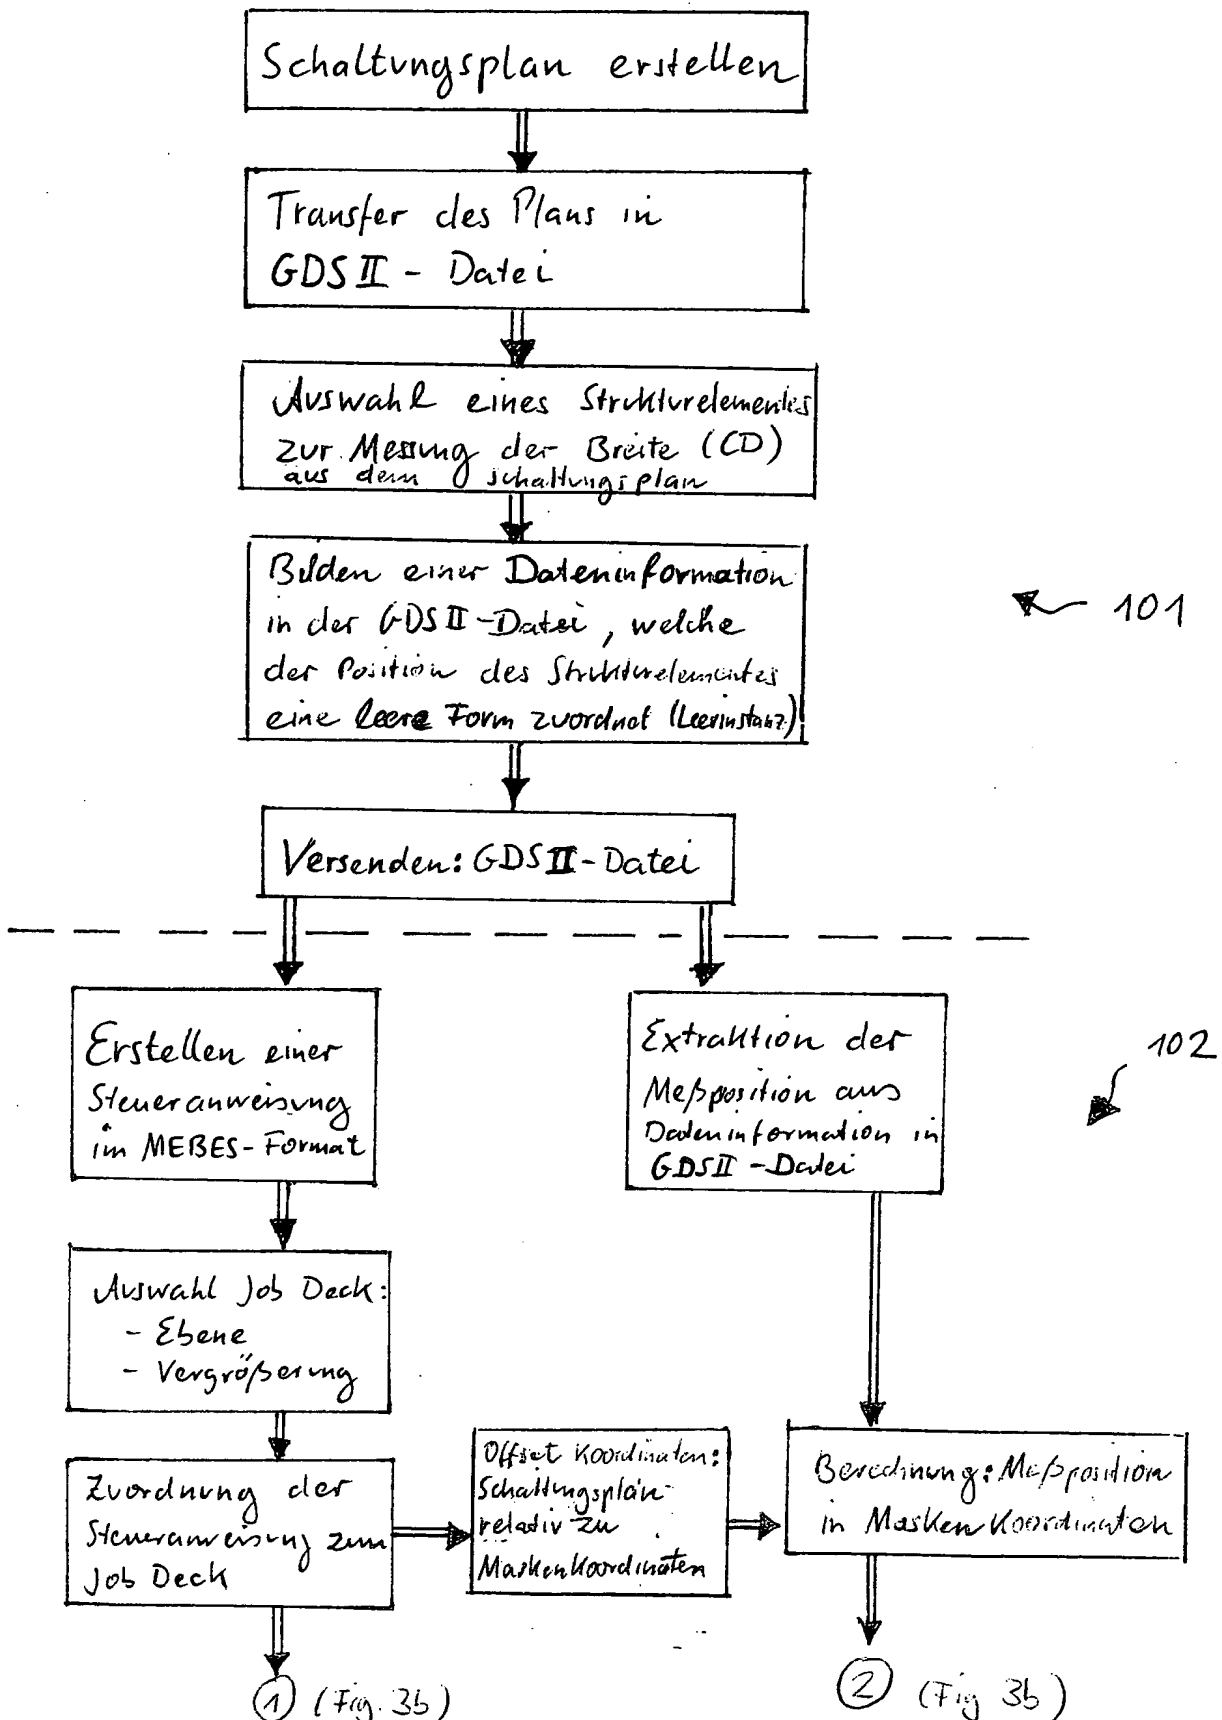 Schaltungsplan erstellen
Transfer des Plans in
GDS II - Datei
Auswahl eines Strukturelementes
zur Messung der Breite (CD)
aus dem Schaltungsplan
Bilden einer Dateninformation
in der GDS II - Datei, welche
der Position des Strukturelementes
eine leere Form zuordnet (Leerinstanz)
101
Versenden: GDS II - Datei
Erstellen einer
Steueranweisung
im MEBES-Format
Extraktion der
Meßposition aus
Dateninformation in
GDS II - Datei
102
Auswahl Job Deck:
- Ebene
- Vergrößerung
Zuordnung der
Steueranweisung zum
Job Deck
Offset Koordinaten:
Schaltungsplan
relativ zu
Maskenkoordinaten
Berechnung: Meßposition
in Maskenkoordinaten
1 (Fig. 3b)
2 (Fig 3b)